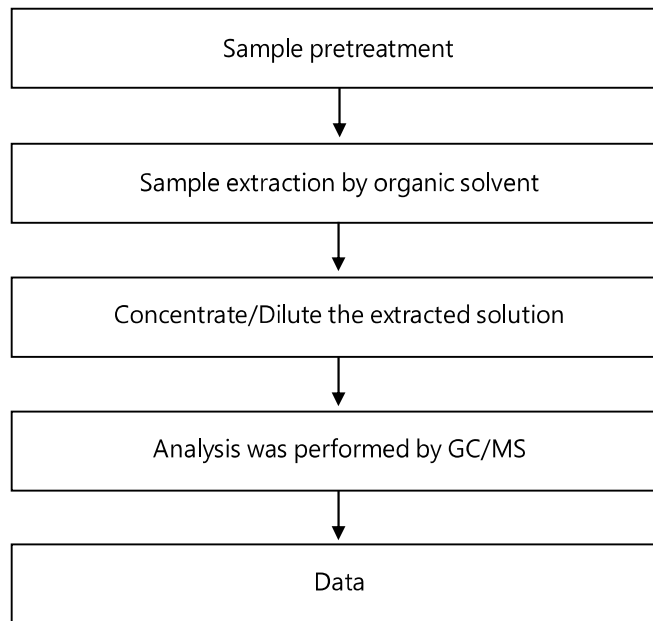 Sample pretreatment
Sample extraction by organic solvent
Concentrate/Dilute the extracted solution
Analysis was performed by GC/MS
Data